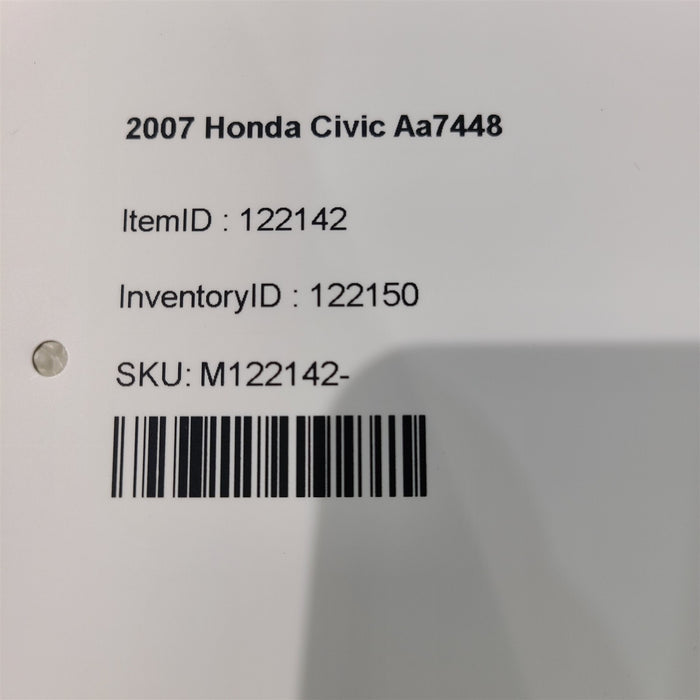 2007 Honda Civic Aa7448
ItemID : 122142
InventoryID : 122150
SKU: M122142-